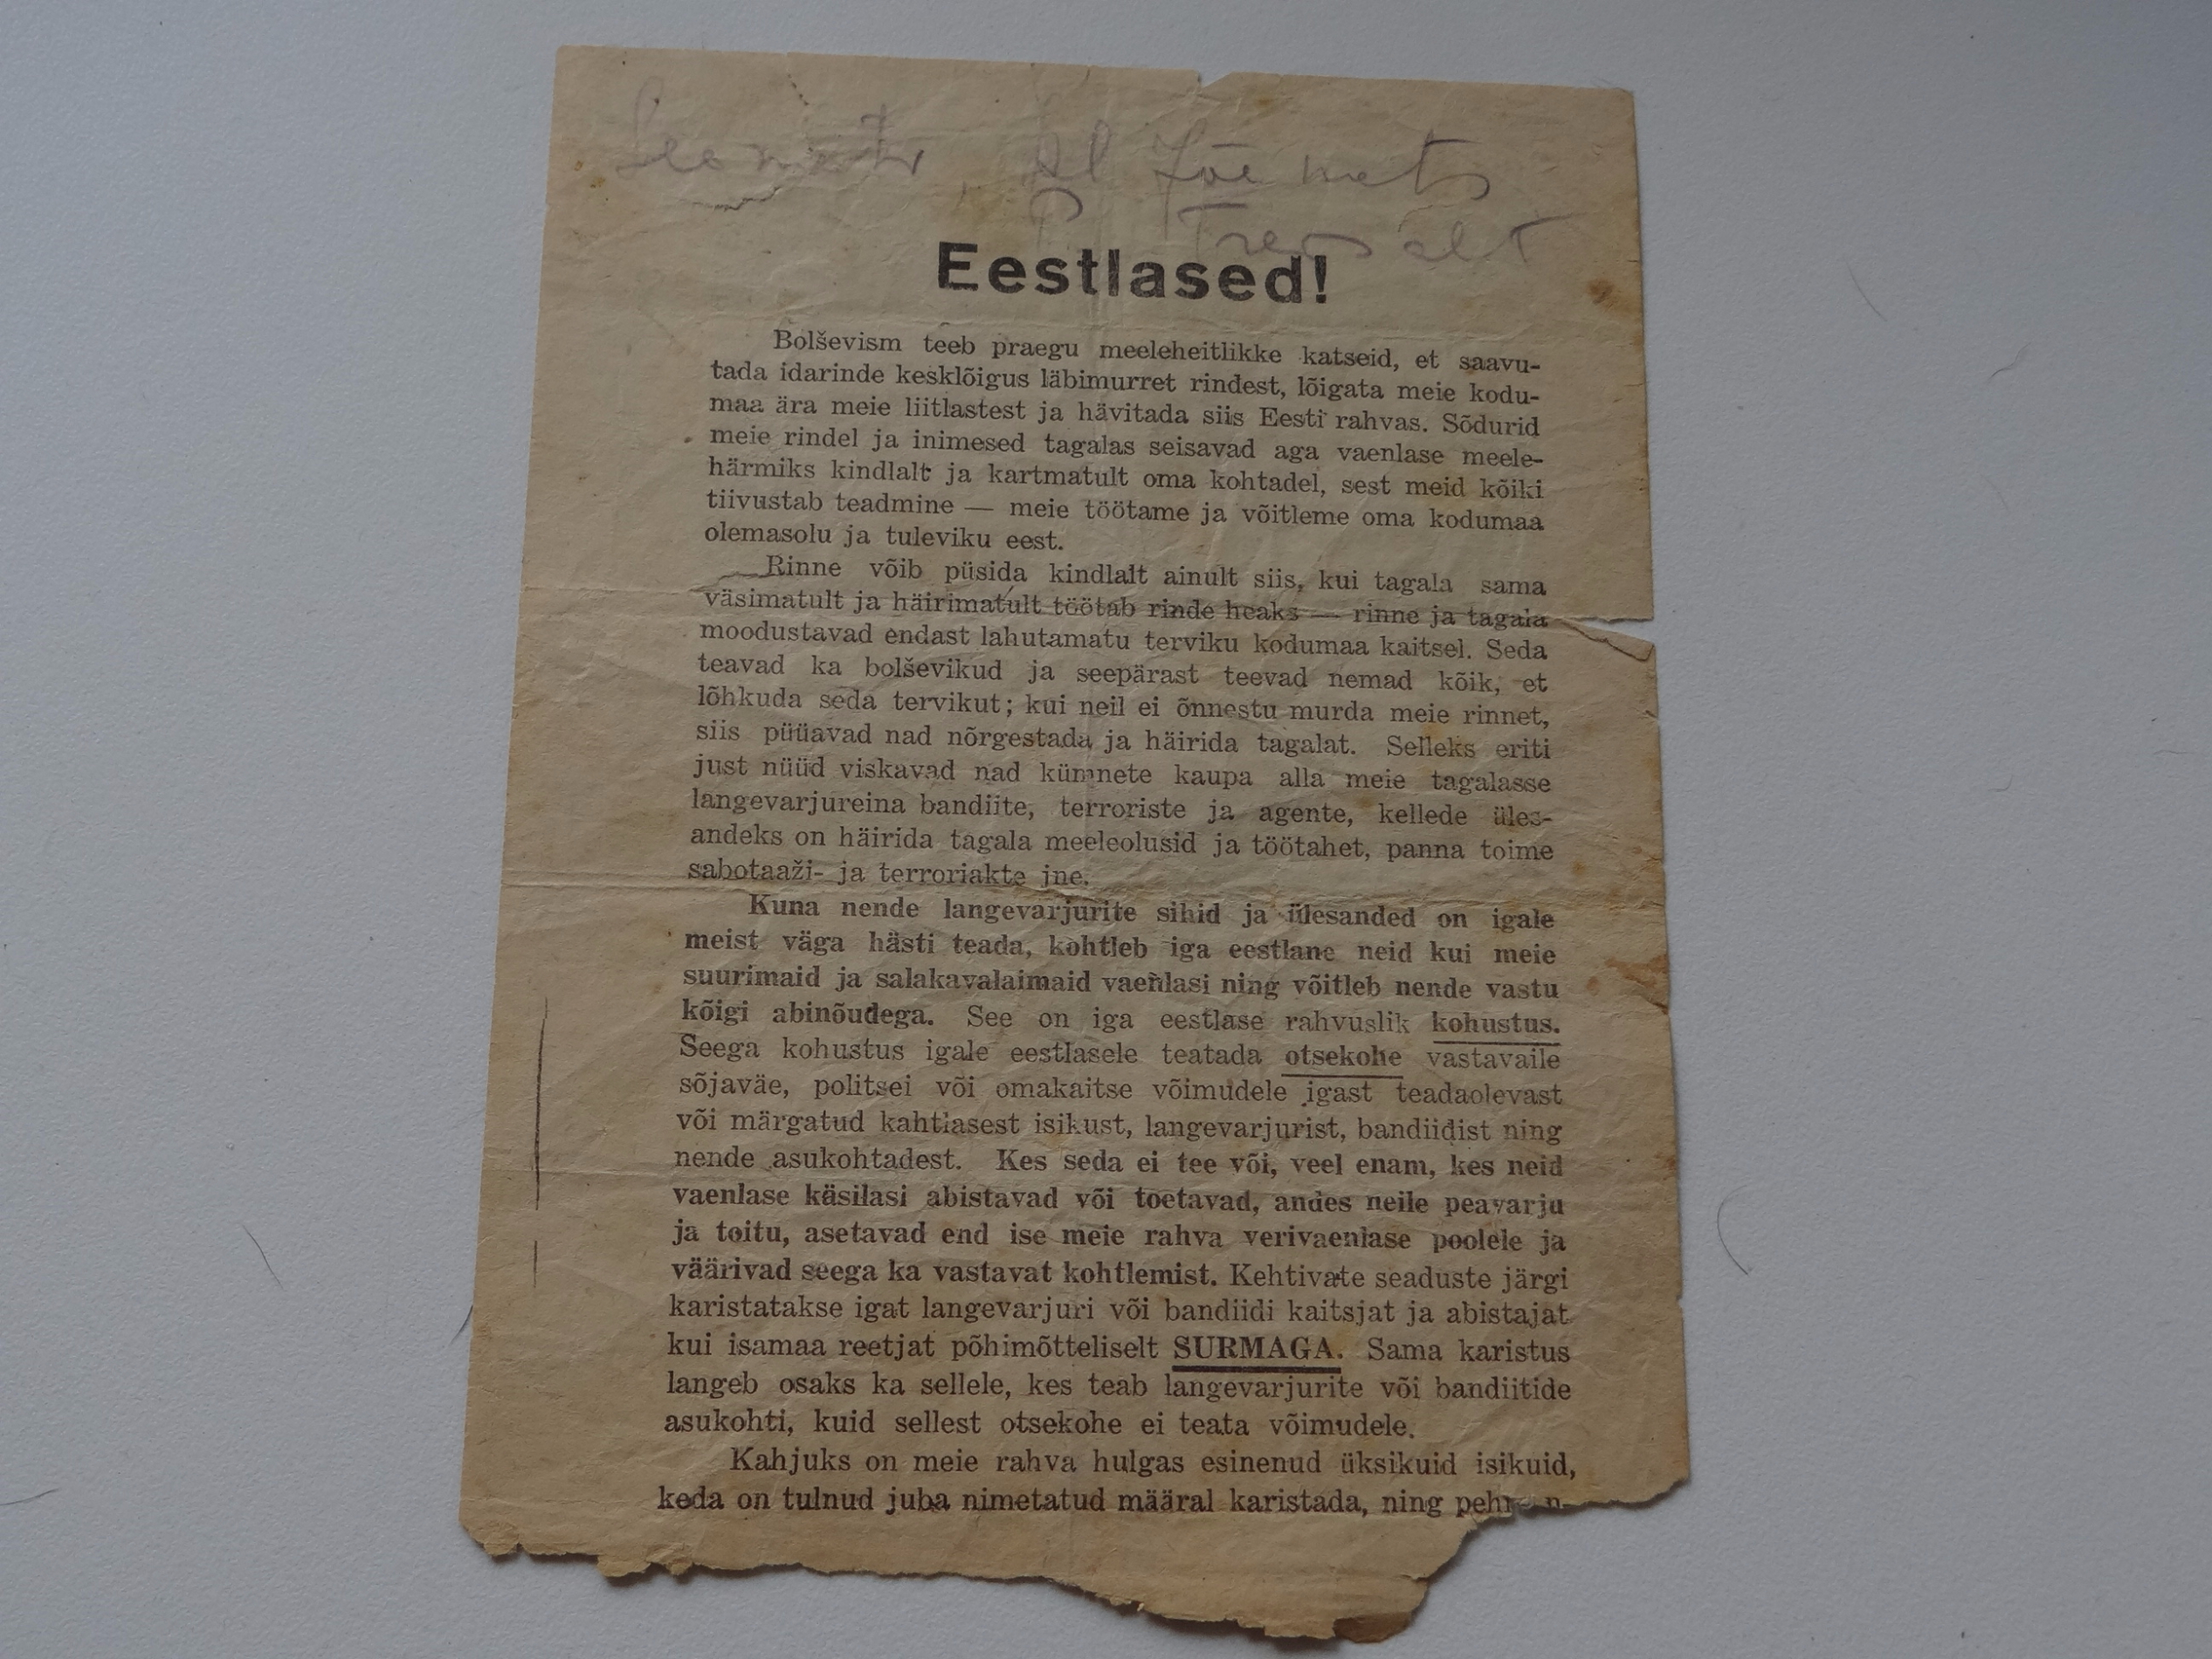 Al Jõemets
P
Eestlased!
Bolševism teeb praegu meeleheitlikke katseid, et saavu-
tada idarinde kesklõigus läbimurret rindest, lõigata meie kodu-
maa ära meie liitlastest ja hävitada siis Eesti rahvas. Sõdurid
meie rindel ja inimesed tagalas seisavad aga vaenlase meele-
härmiks kindlalt ja kartmatult oma kohtadel, sest meid kõiki
tiivustab teadmine — meie töötame ja võitleme oma kodumaa
olemasolu ja tuleviku eest.
Rinne võib püsida kindlalt ainult siis, kui tagala sama
väsimatult ja häirimatult töötab rinde heaks — rinne ja tagala
moodustavad endast lahutamatu terviku kodumaa kaitsel. Seda
teavad ka bolševikud ja seepärast teevad nemad kõik, et
lõhkuda seda tervikut; kui neil ei õnnestu murda meie rinnet,
siis püüavad nad nõrgestada ja häirida tagalat. Selleks eriti
just nüüd viskavad nad kümnete kaupa alla meie tagalasse
langevarjureina bandiite, terroriste ja agente, kellede üles-
andeks on häirida tagala meeleolusid ja töötahet, panna toime
sabotaaži- ja terroriakte jne.
Kuna nende langevarjurite sihid ja ülesanded on igale
meist väga hästi teada, kohtleb iga eestlane neid kui meie
suurimaid ja salakavalaimaid vaenlasi ning võitleb nende vastu
kõigi abinõudega. See on iga eestlase rahvuslik kohustus.
Seega kohustus igale eestlasele teatada otsekohe vastavaile
sõjaväe, politsei või omakaitse võimudele igast teadaolevast
või märgatud kahtlasest isikust, langevarjurist, bandiidist ning
nende asukohtadest. Kes seda ei tee või, veel enam, kes neid
vaenlase käsilasi abistavad või toetavad, andes neile peavarju
ja toitu, asetavad end ise meie rahva verivaenlase poolele ja
väärivad seega ka vastavat kohtlemist. Kehtivate seaduste järgi
karistatakse igat langevarjuri või bandiidi kaitsjat ja abistajat
kui isamaa reetjat põhimõtteliselt SURMAGA. Sama karistus
langeb osaks ka sellele, kes teab langevarjurite või bandiitide
asukohti, kuid sellest otsekohe ei teata võimudele.
Kahjuks on meie rahva hulgas esinenud üksikuid isikuid,
keda on tulnud juba nimetatud määral karistada, ning